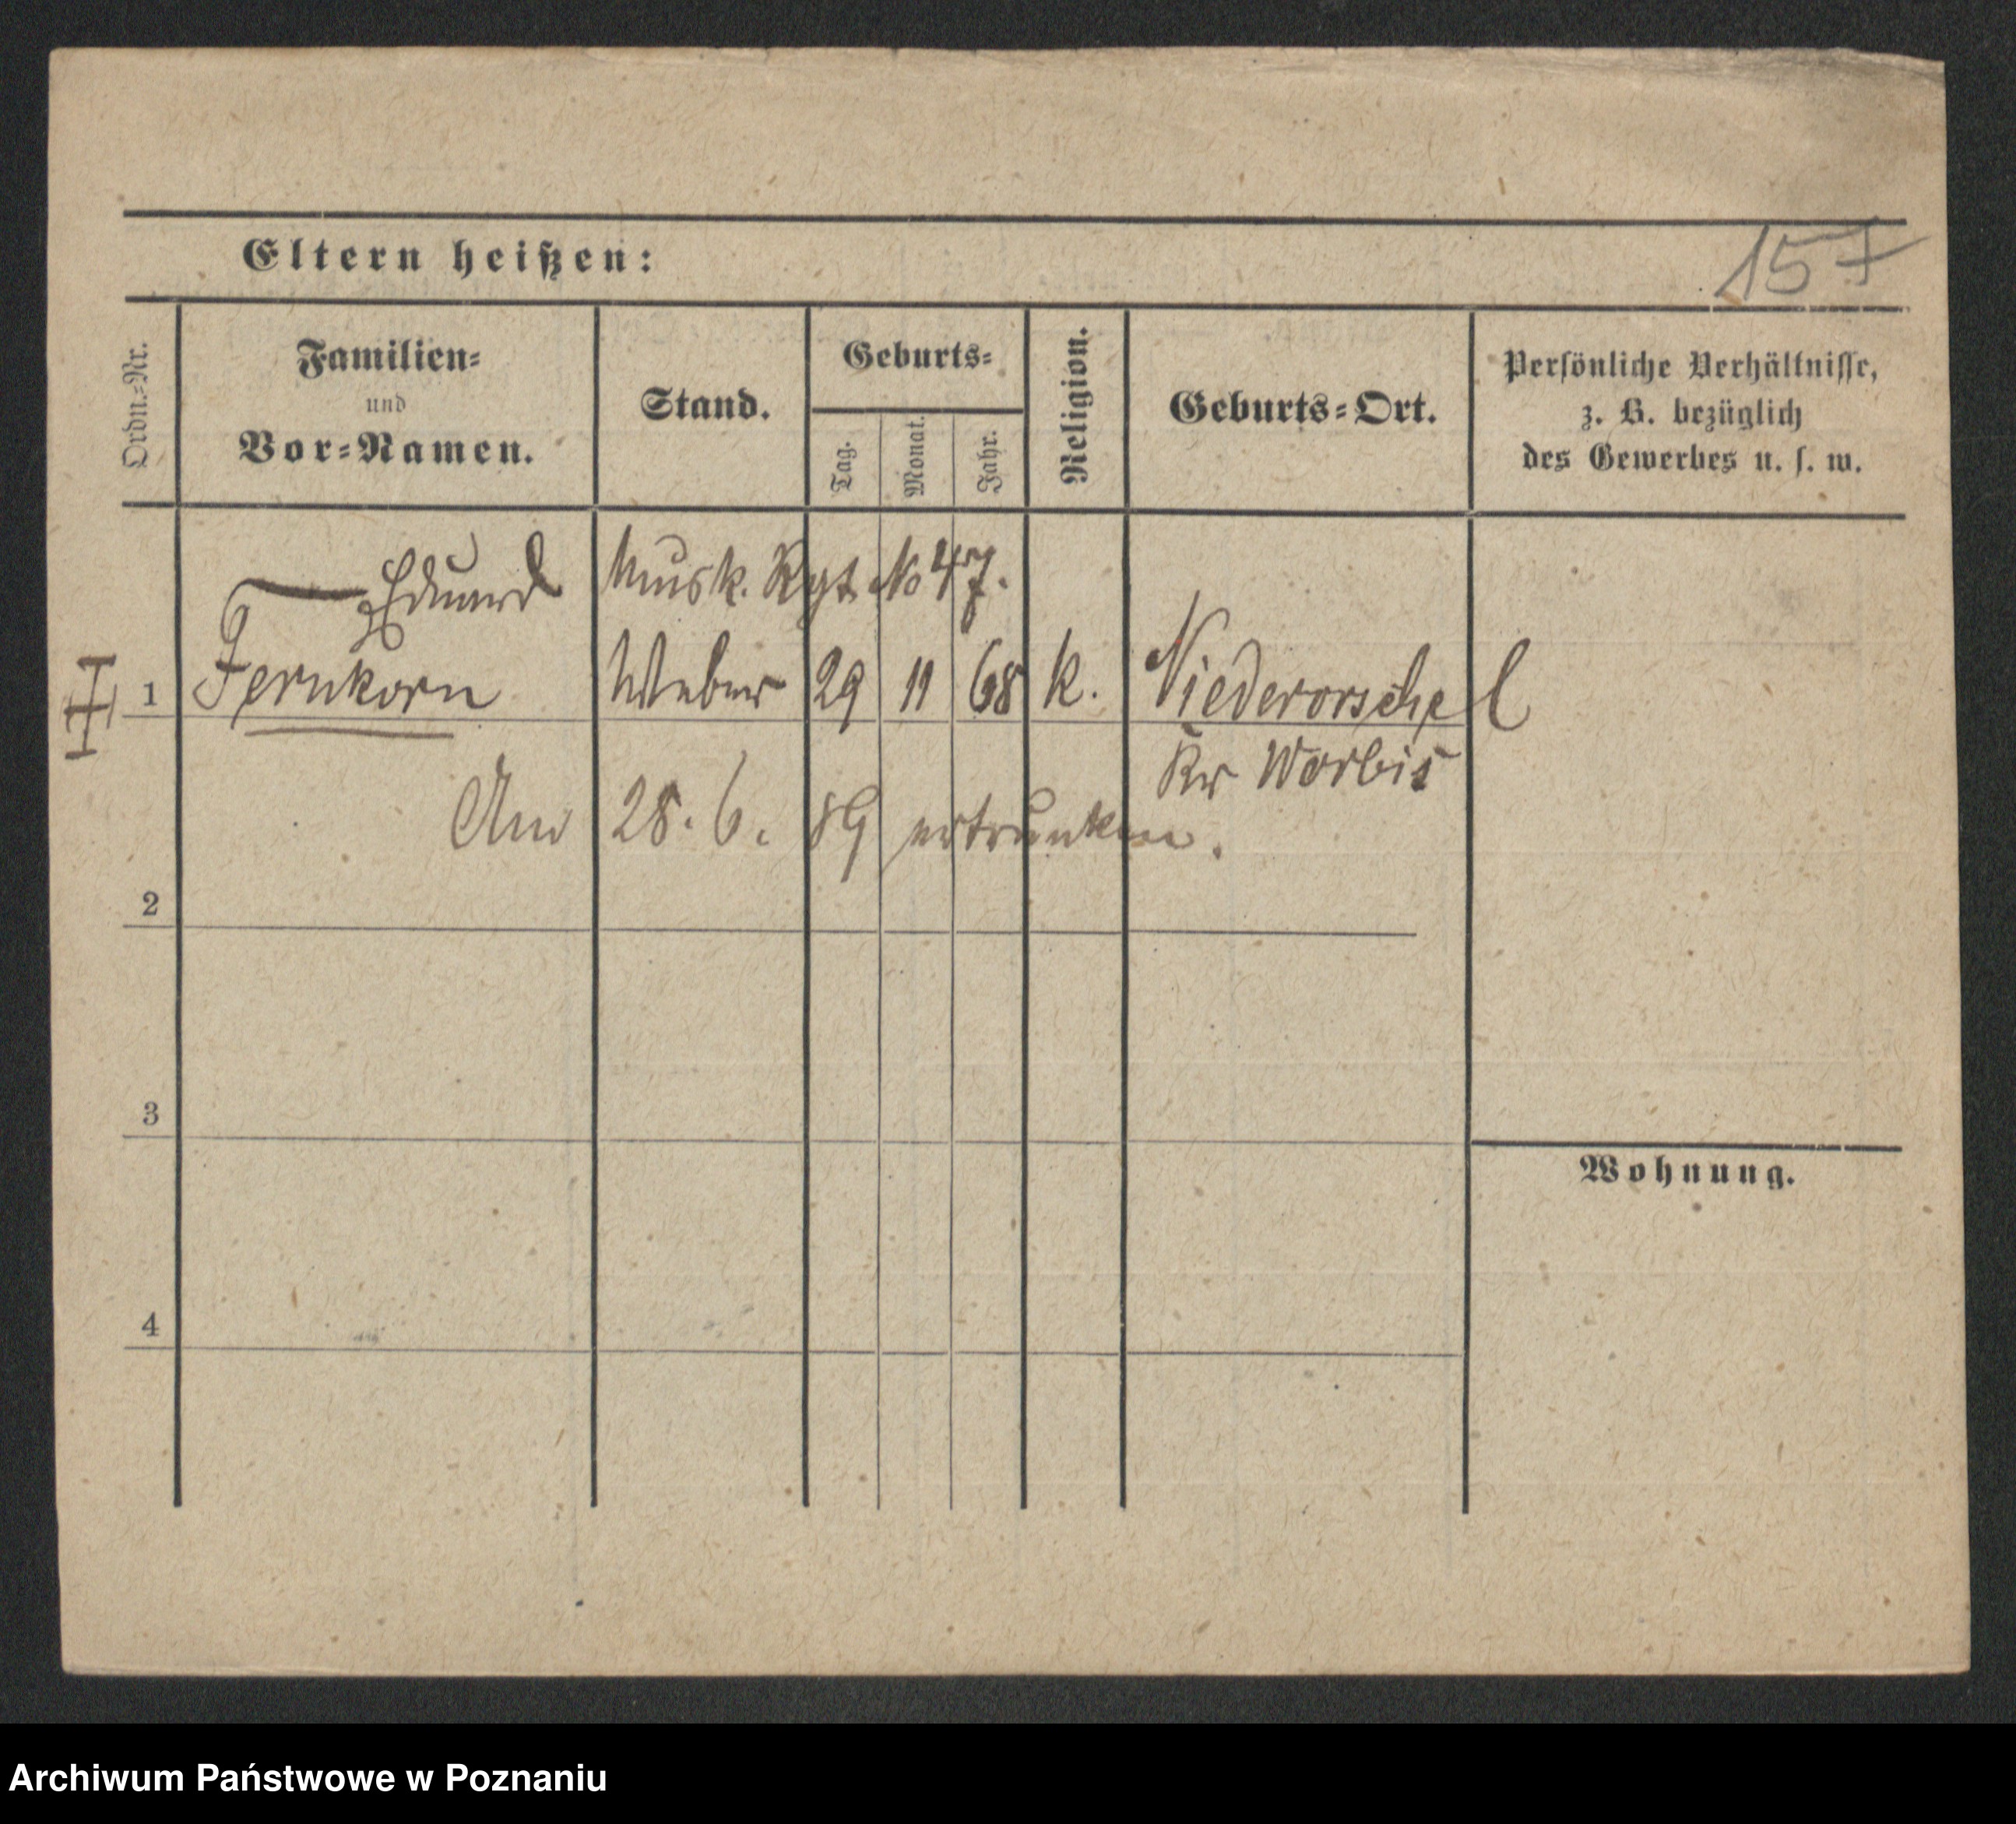 Eltern heißen:
157
Ordn.=Nr.
Familien=
und
Vor=Namen.
Stand.
Geburts=
Tag.
Monat.
Jahr.
Religion.
Geburts=Ort.
Persönliche Verhältnisse,
z. B. bezüglich
des Gewerbes u. s. w.
Eduard Musk. Rgt No 47.
1 Fernkorn Weber 29 11 68 k. Niederorschel
Kr Worbis
Am 28. 6. 89 ertrunken.
2
3
Wohnung.
4
Archiwum Państwowe w Poznaniu